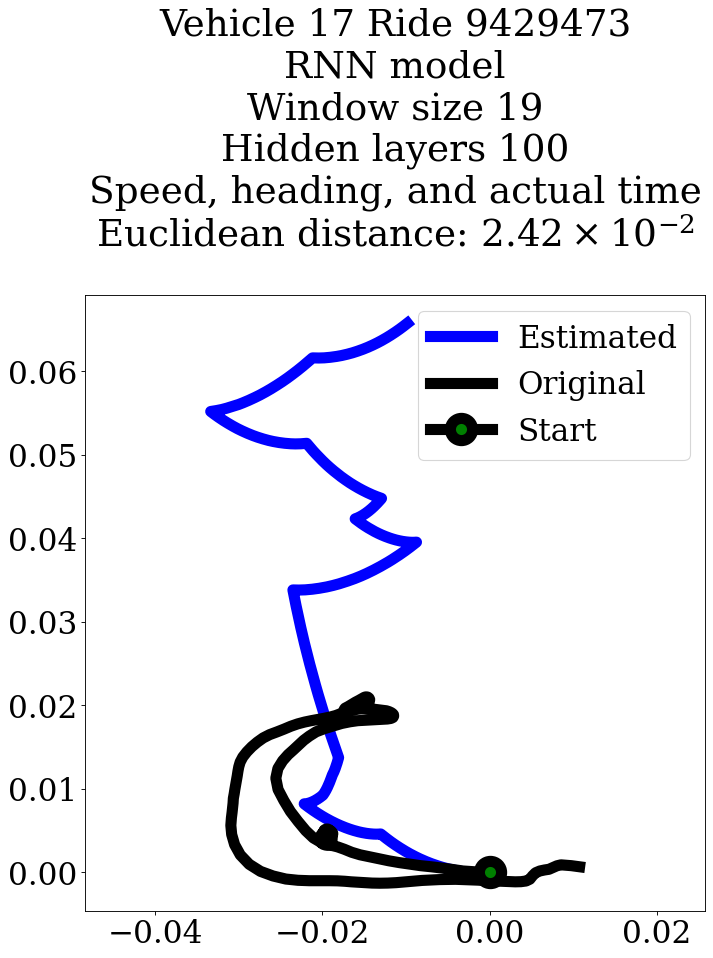 Vehicle 17 Ride 9429473
RNN model
Window size 19
Hidden layers 100
Speed, heading, and actual time
Euclidean distance: 2.42 × 10⁻²
Estimated
Original
Start
0.06
0.05
0.04
0.03
0.02
0.01
0.00
−0.04
−0.02
0.00
0.02